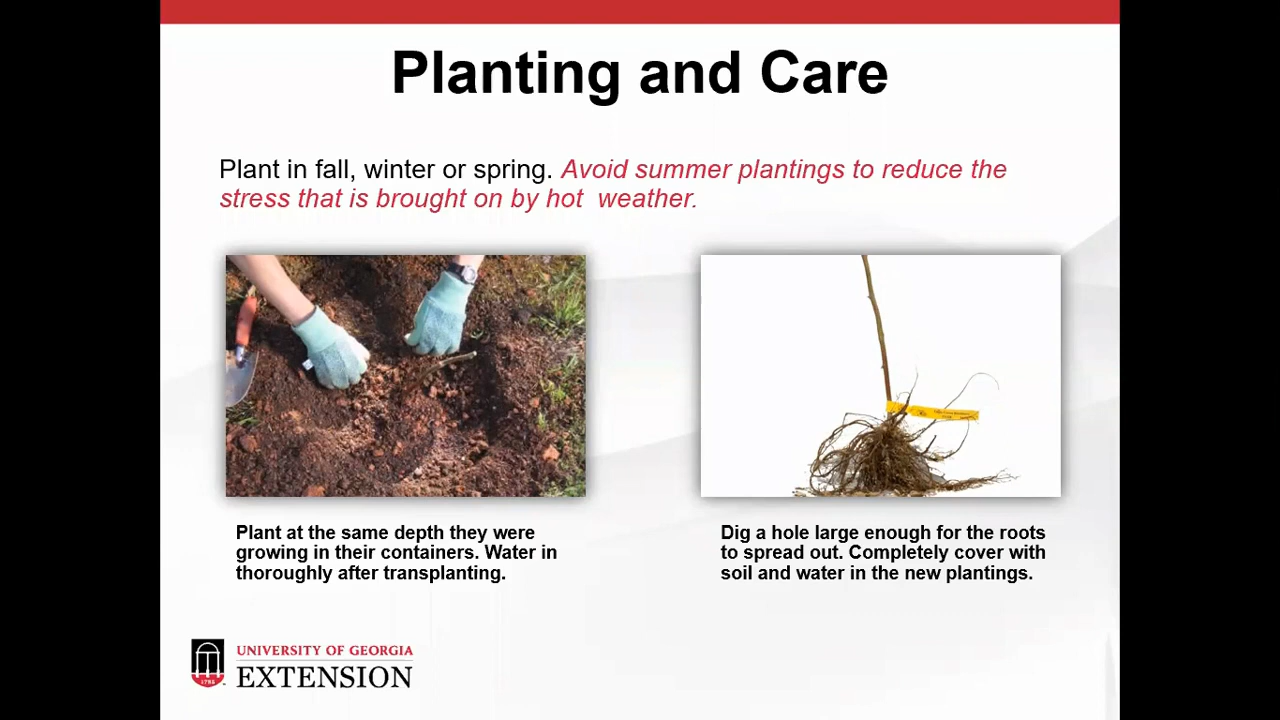 Planting and Care
Plant in fall, winter or spring. Avoid summer plantings to reduce the
stress that is brought on by hot  weather.
Plant at the same depth they were
growing in their containers. Water in
thoroughly after transplanting.
Dig a hole large enough for the roots
to spread out. Completely cover with
soil and water in the new plantings.
UNIVERSITY OF GEORGIA
EXTENSION
1785